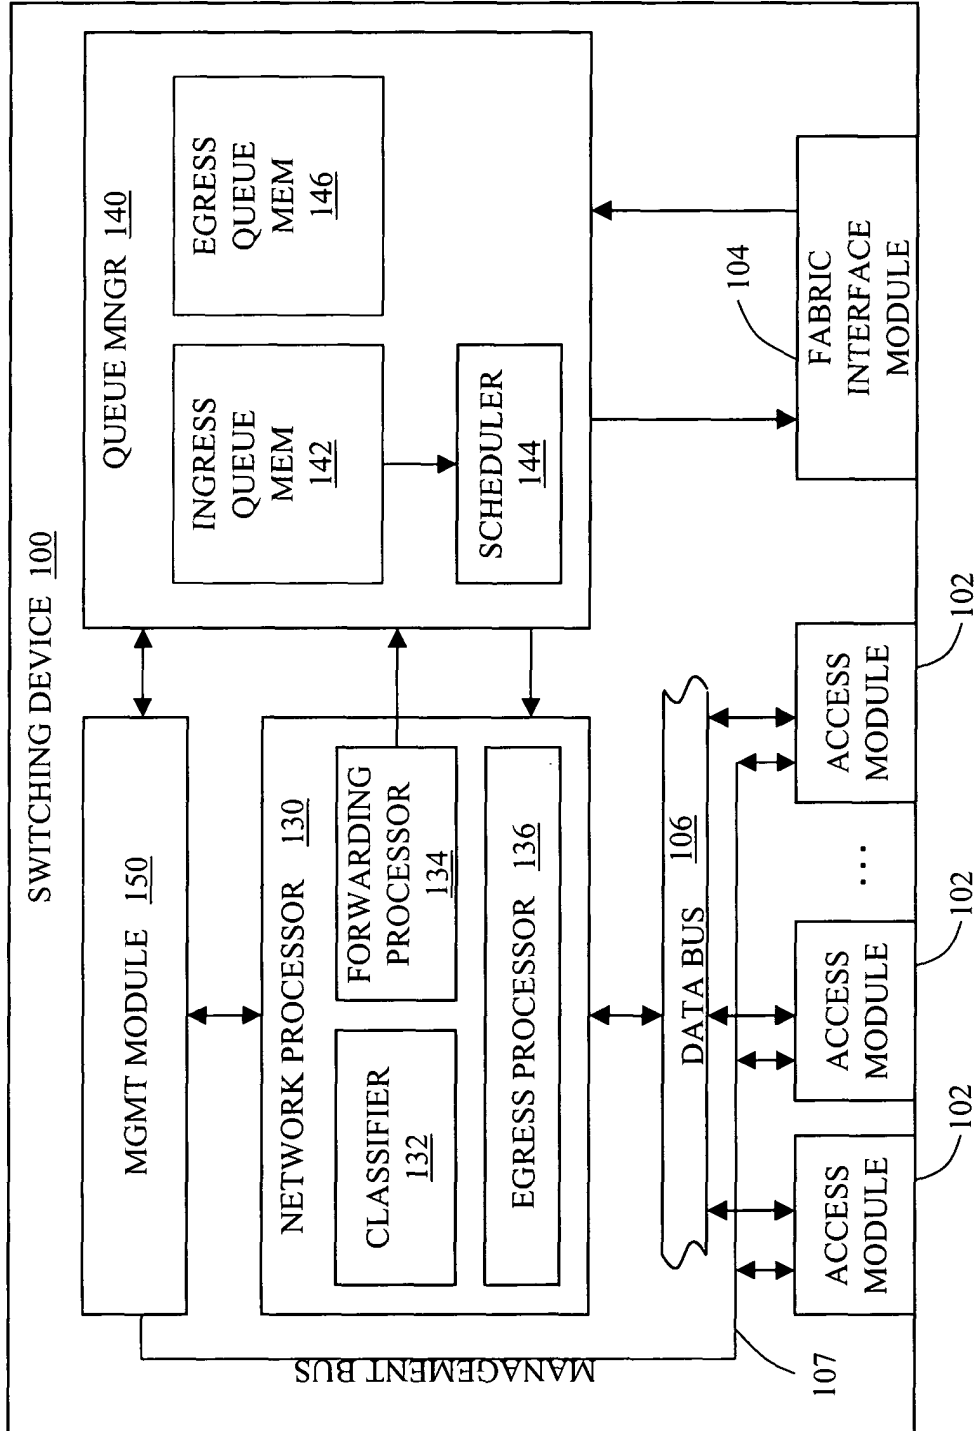 SWITCHING DEVICE 100
MGMT MODULE 150
QUEUE MNGR 140
INGRESS
QUEUE
MEM
142
EGRESS
QUEUE
MEM
146
SCHEDULER
144
NETWORK PROCESSOR 130
CLASSIFIER
132
FORWARDING
PROCESSOR
134
EGRESS PROCESSOR 136
MANAGEMENT BUS
DATA BUS 106
107
104
ACCESS
MODULE
102
ACCESS
MODULE
102
...
ACCESS
MODULE
102
FABRIC
INTERFACE
MODULE